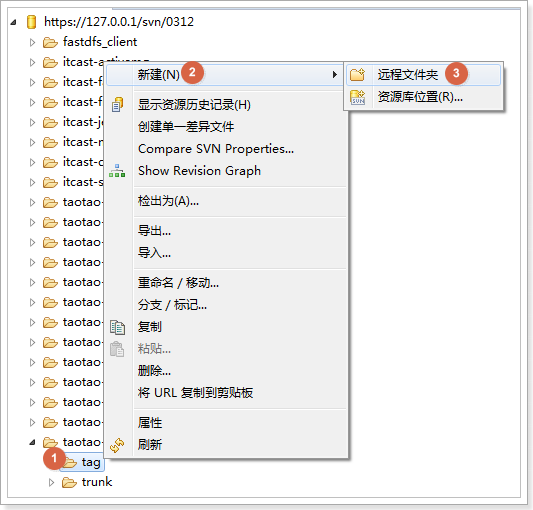 https://127.0.0.1/svn/0312
fastdfs_client
itcast-
itcast-f
itcast-f
itcast-je
itcast-
itcast-
itcast-s
taotao-
taotao-
taotao-
taotao-
taotao-
taotao-
taotao-
taotao-
taotao-
taotao-
taotao-
taotao-
1 tag
trunk
新建(N) 2
显示资源历史记录(H)
创建单一差异文件
Compare SVN Properties...
Show Revision Graph
检出为(A)...
导出...
导入...
重命名 / 移动...
分支 / 标记...
复制
粘贴...
删除...
将 URL 复制到剪贴板
属性
刷新
远程文件夹 3
SVN 资源库位置(R)...